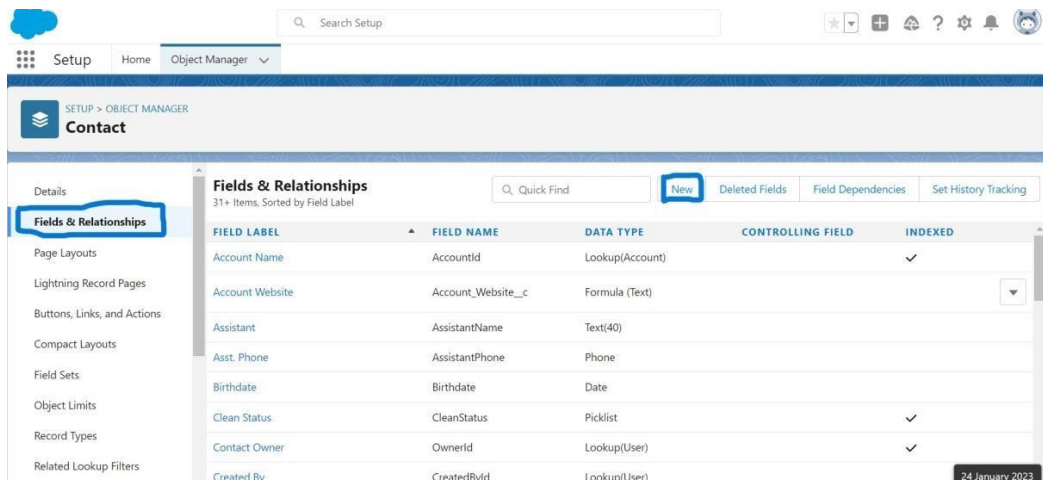 Search Setup
Setup Home Object Manager
SETUP > OBJECT MANAGER
Contact
Details
Fields & Relationships
Page Layouts
Lightning Record Pages
Buttons, Links, and Actions
Compact Layouts
Field Sets
Object Limits
Record Types
Related Lookup Filters
Fields & Relationships
31+ Items, Sorted by Field Label
Quick Find New Deleted Fields Field Dependencies Set History Tracking
FIELD LABEL FIELD NAME DATA TYPE CONTROLLING FIELD INDEXED
Account Name AccountId Lookup(Account)
Account Website Account_Website__c Formula (Text)
Assistant AssistantName Text(40)
Asst. Phone AssistantPhone Phone
Birthdate Birthdate Date
Clean Status CleanStatus Picklist
Contact Owner OwnerId Lookup(User)
Created By CreatedById Lookup(User)
24 January 2023